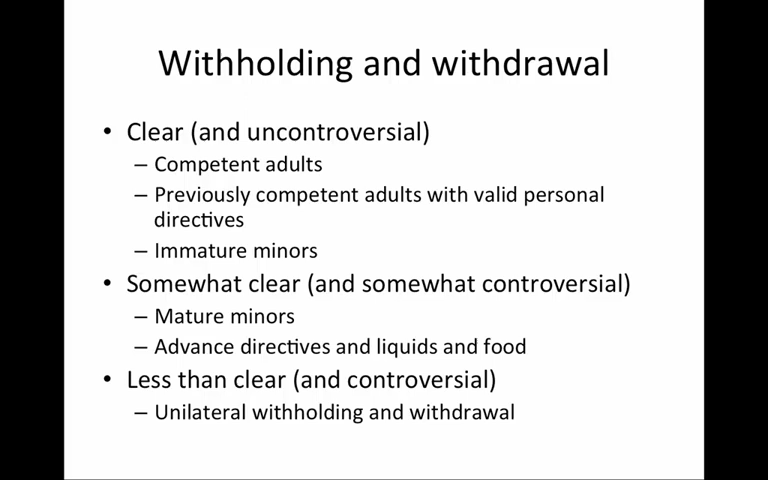 Withholding and withdrawal
• Clear (and uncontroversial)
– Competent adults
– Previously competent adults with valid personal
directives
– Immature minors
• Somewhat clear (and somewhat controversial)
– Mature minors
– Advance directives and liquids and food
• Less than clear (and controversial)
– Unilateral withholding and withdrawal